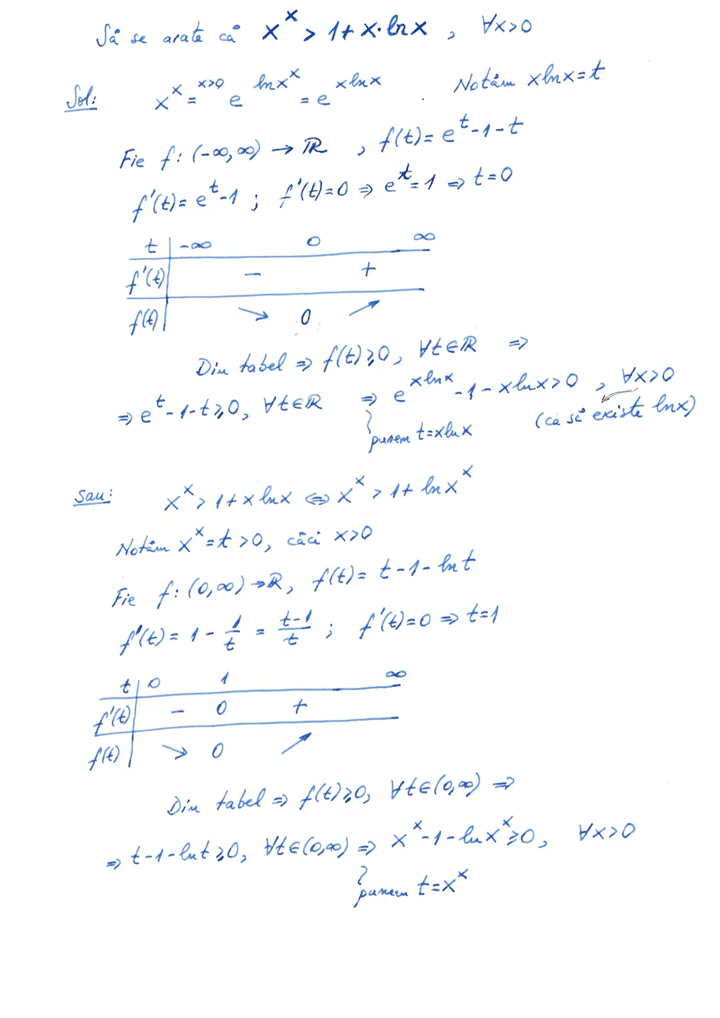 Să se arate că x^x > 1 + x·ln x , ∀x>0
Sol: x^x =^{x>0} e^{ln x^x} = e^{x ln x} . Notăm x ln x = t
Fie f: (-∞,∞) → ℝ , f(t) = e^t - 1 - t
f'(t) = e^t - 1 ; f'(t)=0 ⇒ e^t = 1 ⇒ t=0
t | -∞ 0 ∞
f'(t) | - +
f(t) | ↘ 0 ↗
Din tabel ⇒ f(t) ≥ 0, ∀t∈ℝ ⇒
⇒ e^t - 1 - t ≥ 0, ∀t∈ℝ ⇒ e^{x ln x} - 1 - x ln x > 0 , ∀x>0
punem t = x ln x (ca să existe ln x)
Sau: x^x > 1 + x ln x ⇔ x^x > 1 + ln x^x
Notăm x^x = t > 0, căci x>0
Fie f: (0,∞) → ℝ, f(t) = t - 1 - ln t
f'(t) = 1 - 1/t = (t-1)/t ; f'(t)=0 ⇒ t=1
t | 0 1 ∞
f'(t) | - 0 +
f(t) | ↘ 0 ↗
Din tabel ⇒ f(t) ≥ 0, ∀t∈(0,∞) ⇒
⇒ t - 1 - ln t ≥ 0, ∀t∈(0,∞) ⇒ x^x - 1 - ln x^x ≥ 0, ∀x>0
punem t = x^x